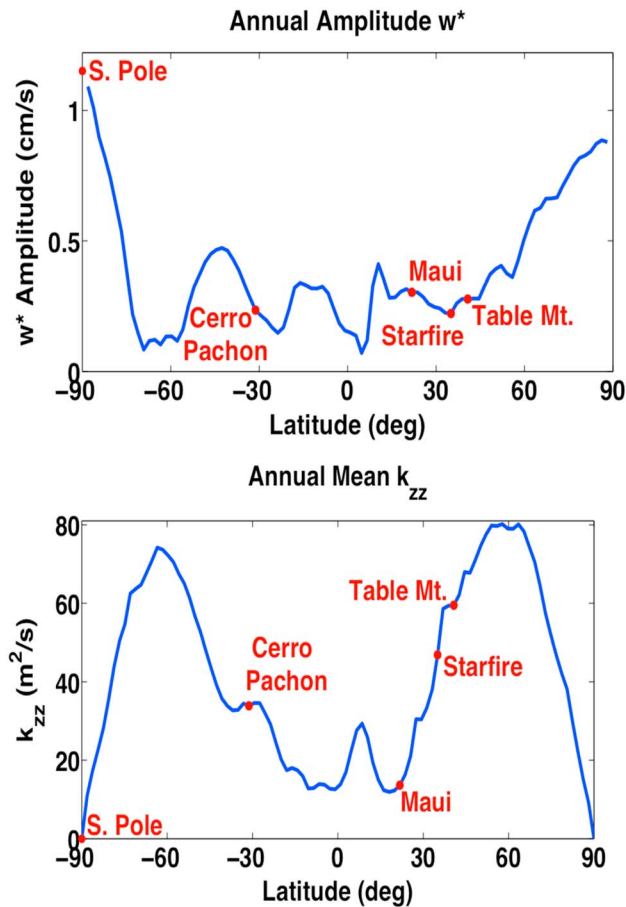 Annual Amplitude w*
w* Amplitude (cm/s)
1
0.5
0
S. Pole
Cerro
Pachon
Maui
Starfire
Table Mt.
−90 −60 −30 0 30 60 90
Latitude (deg)
Annual Mean k_zz
k_zz (m²/s)
80
60
40
20
0
Table Mt.
Cerro
Pachon
Starfire
Maui
S. Pole
−90 −60 −30 0 30 60 90
Latitude (deg)